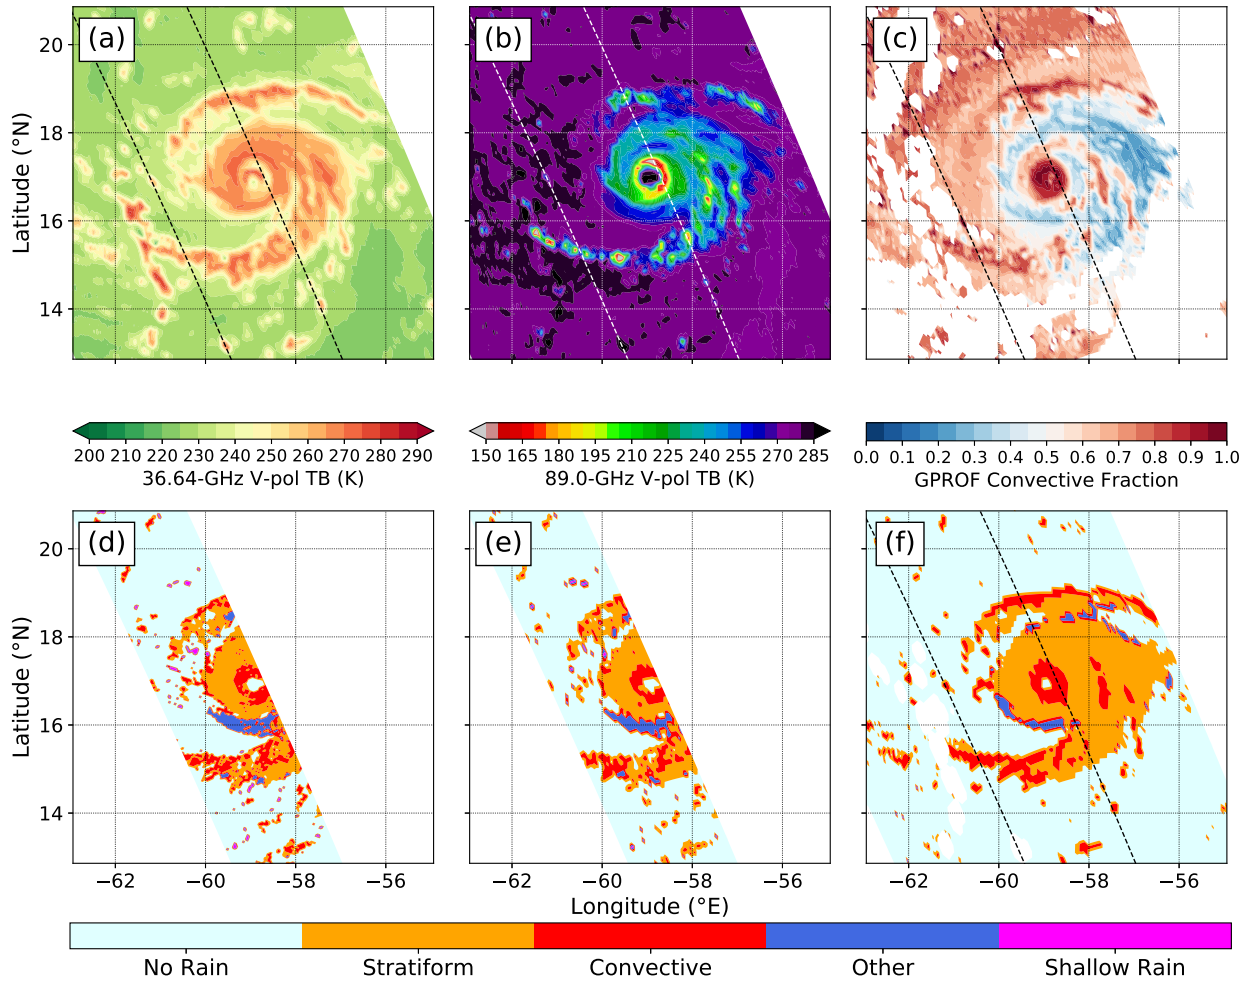 (a)
(b)
(c)
20
18
16
14
Latitude (°N)
200 210 220 230 240 250 260 270 280 290
36.64-GHz V-pol TB (K)
150 165 170 180 195 210 225 240 255 270 285
89.0-GHz V-pol TB (K)
0.0 0.1 0.2 0.3 0.4 0.5 0.6 0.7 0.8 0.9 1.0
GPROF Convective Fraction
(d)
(e)
(f)
20
18
16
14
Latitude (°N)
−62 −60 −58 −56
−62 −60 −58 −56
−62 −60 −58 −56
Longitude (°E)
No Rain
Stratiform
Convective
Other
Shallow Rain